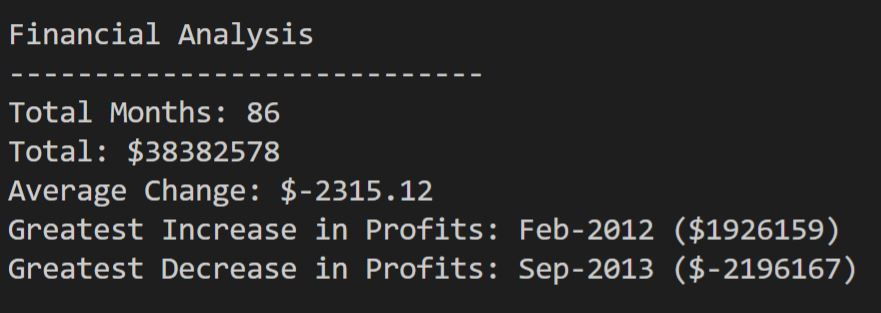 Financial Analysis
----------------------------
Total Months: 86
Total: $38382578
Average Change: $-2315.12
Greatest Increase in Profits: Feb-2012 ($1926159)
Greatest Decrease in Profits: Sep-2013 ($-2196167)